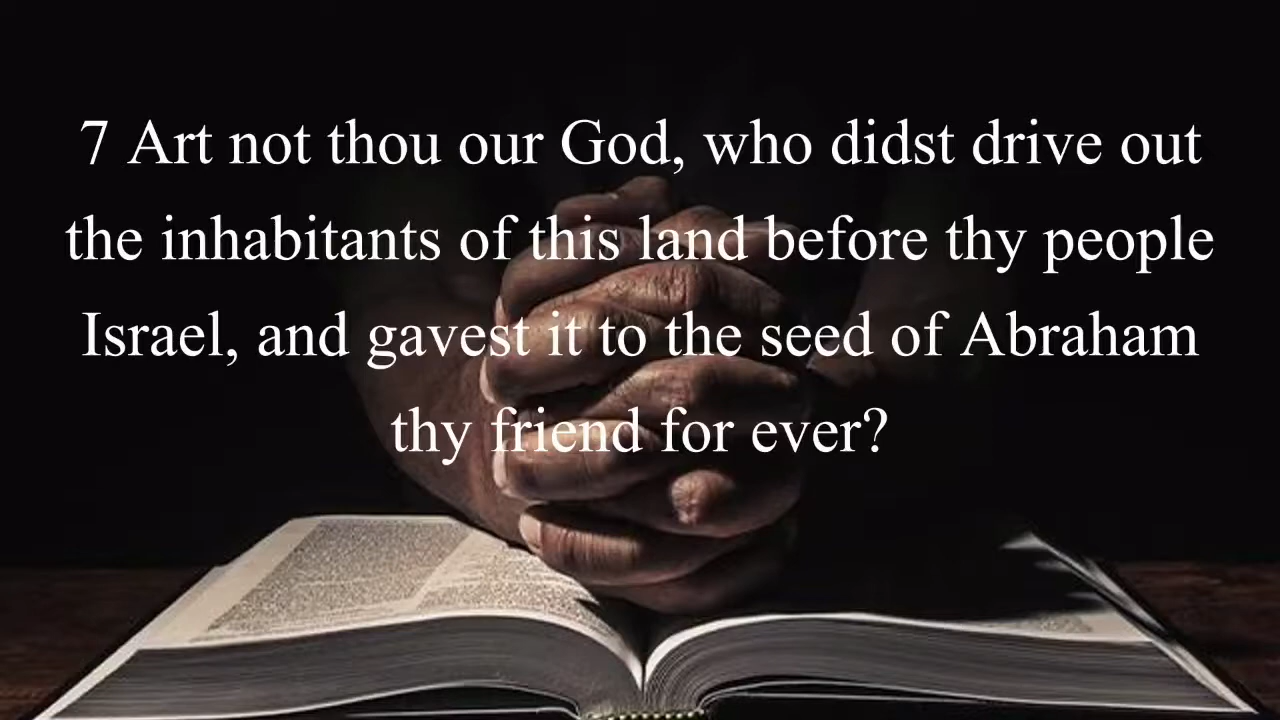 7 Art not thou our God, who didst drive out
the inhabitants of this land before thy people
Israel, and gavest it to the seed of Abraham
thy friend for ever?